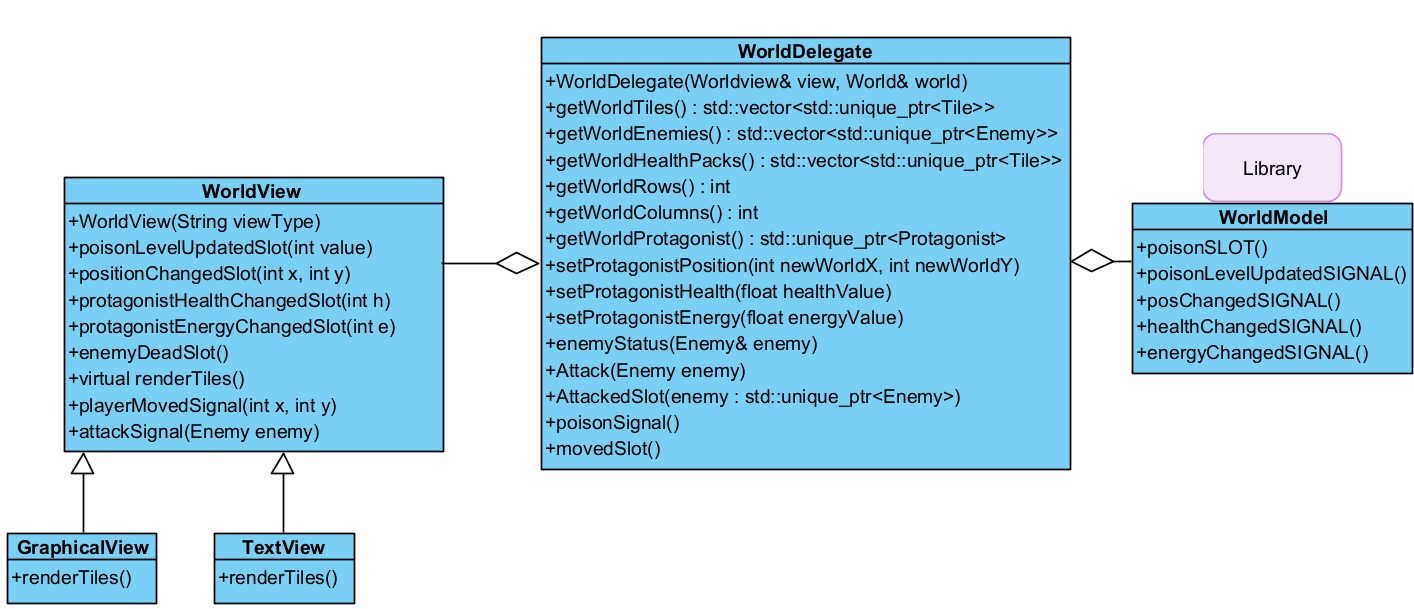 WorldDelegate
+WorldDelegate(Worldview& view, World& world)
+getWorldTiles() : std::vector<std::unique_ptr<Tile>>
+getWorldEnemies() : std::vector<std::unique_ptr<Enemy>>
+getWorldHealthPacks() : std::vector<std::unique_ptr<Tile>>
+getWorldRows() : int
+getWorldColumns() : int
+getWorldProtagonist() : std::unique_ptr<Protagonist>
+setProtagonistPosition(int newWorldX, int newWorldY)
+setProtagonistHealth(float healthValue)
+setProtagonistEnergy(float energyValue)
+enemyStatus(Enemy& enemy)
+Attack(Enemy enemy)
+AttackedSlot(enemy : std::unique_ptr<Enemy>)
+poisonSignal()
+movedSlot()
Library
WorldModel
+poisonSLOT()
+poisonLevelUpdatedSIGNAL()
+posChangedSIGNAL()
+healthChangedSIGNAL()
+energyChangedSIGNAL()
WorldView
+WorldView(String viewType)
+poisonLevelUpdatedSlot(int value)
+positionChangedSlot(int x, int y)
+protagonistHealthChangedSlot(int h)
+protagonistEnergyChangedSlot(int e)
+enemyDeadSlot()
+virtual renderTiles()
+playerMovedSignal(int x, int y)
+attackSignal(Enemy enemy)
GraphicalView
+renderTiles()
TextView
+renderTiles()